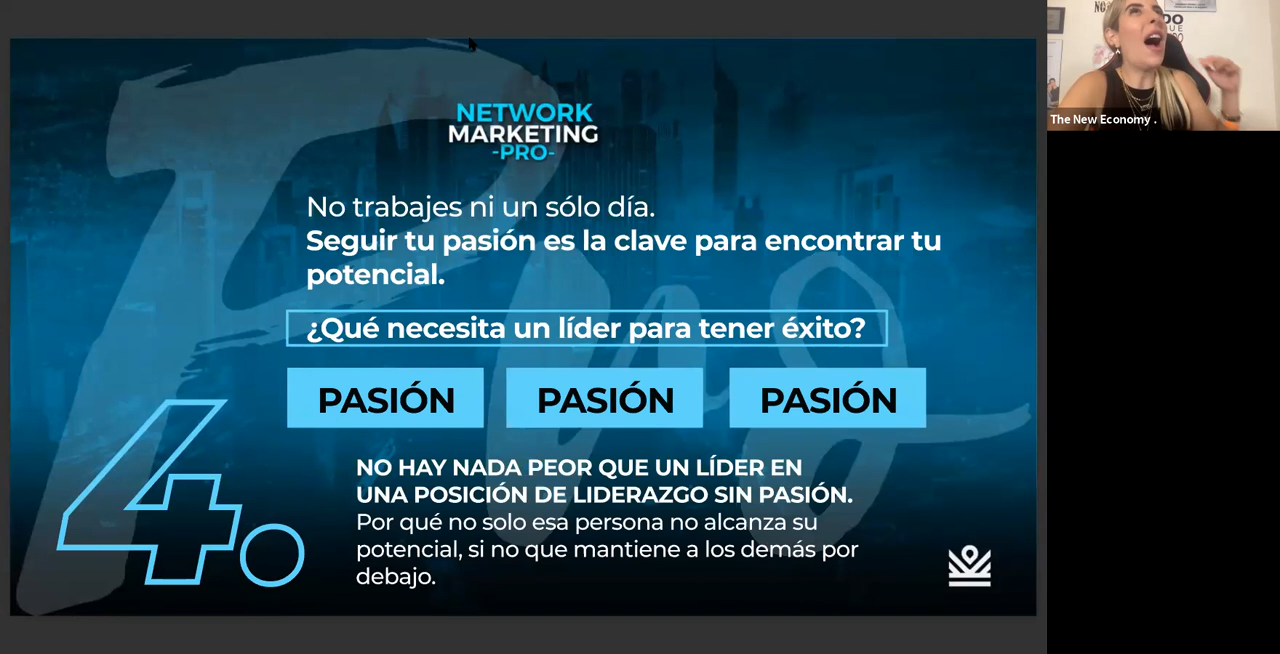 NETWORK
MARKETING
-PRO-
No trabajes ni un sólo día.
Seguir tu pasión es la clave para encontrar tu
potencial.
¿Qué necesita un líder para tener éxito?
PASIÓN PASIÓN PASIÓN
4.
NO HAY NADA PEOR QUE UN LÍDER EN
UNA POSICIÓN DE LIDERAZGO SIN PASIÓN.
Por qué no solo esa persona no alcanza su
potencial, si no que mantiene a los demás por
debajo.
The New Economy .